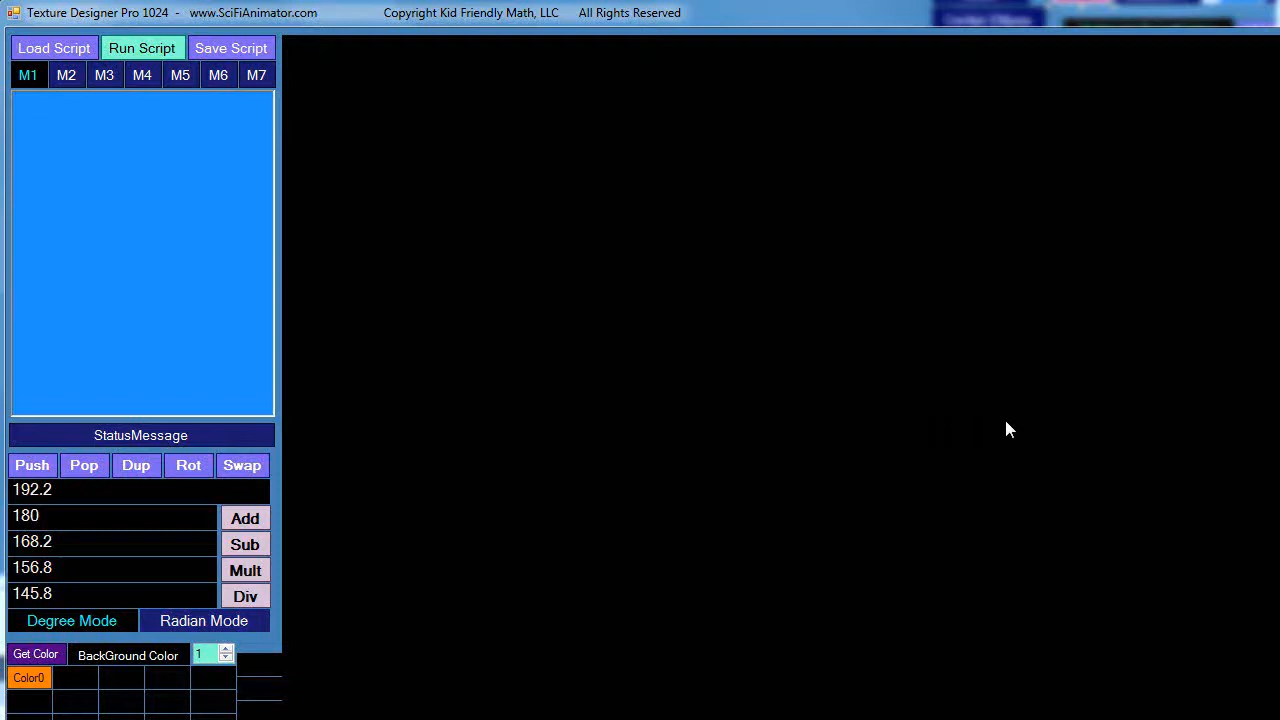 Texture Designer Pro 1024 - www.SciFiAnimator.com Copyright Kid Friendly Math, LLC All Rights Reserved
Load Script Run Script Save Script
M1 M2 M3 M4 M5 M6 M7
StatusMessage
Push Pop Dup Rot Swap
192.2
180 Add
168.2 Sub
156.8 Mult
145.8 Div
Degree Mode Radian Mode
Get Color BackGround Color 1
Color0